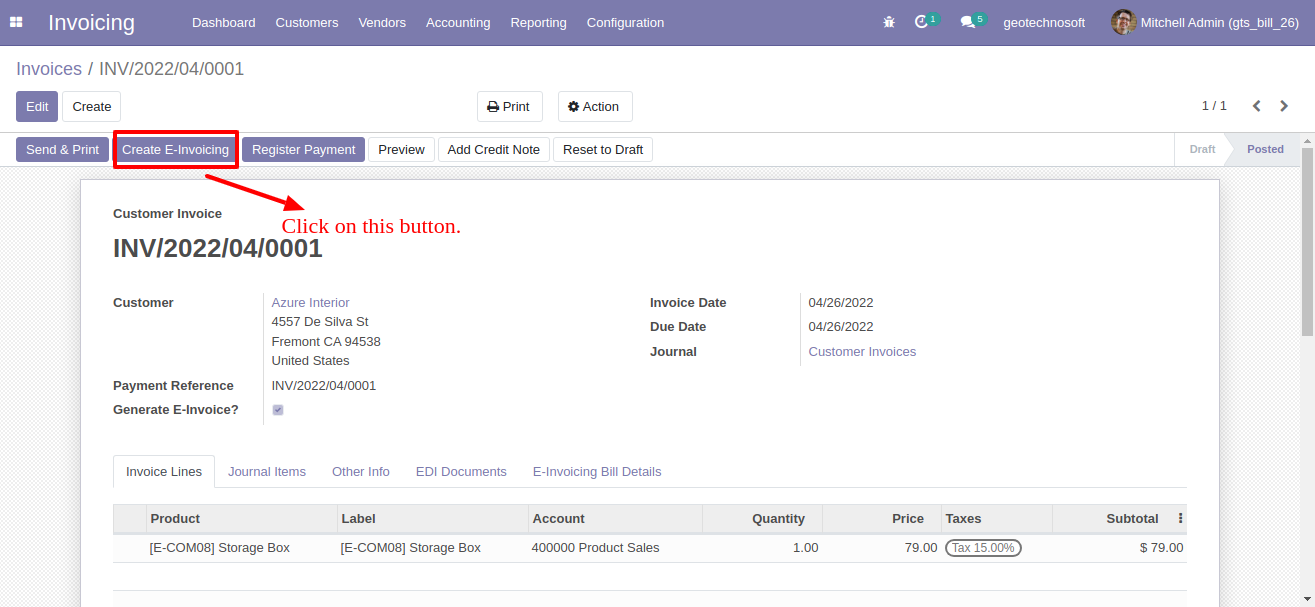 Invoicing Dashboard Customers Vendors Accounting Reporting Configuration 1 5 geotechnosoft Mitchell Admin (gts_bill_26)
Invoices / INV/2022/04/0001
Edit Create Print Action 1 / 1
Send & Print Create E-Invoicing Register Payment Preview Add Credit Note Reset to Draft Draft Posted
Customer Invoice
Click on this button.
INV/2022/04/0001
Customer Azure Interior Invoice Date 04/26/2022
4557 De Silva St Due Date 04/26/2022
Fremont CA 94538 Journal Customer Invoices
United States
Payment Reference INV/2022/04/0001
Generate E-Invoice?
Invoice Lines Journal Items Other Info EDI Documents E-Invoicing Bill Details
Product Label Account Quantity Price Taxes Subtotal
[E-COM08] Storage Box [E-COM08] Storage Box 400000 Product Sales 1.00 79.00 Tax 15.00% $ 79.00